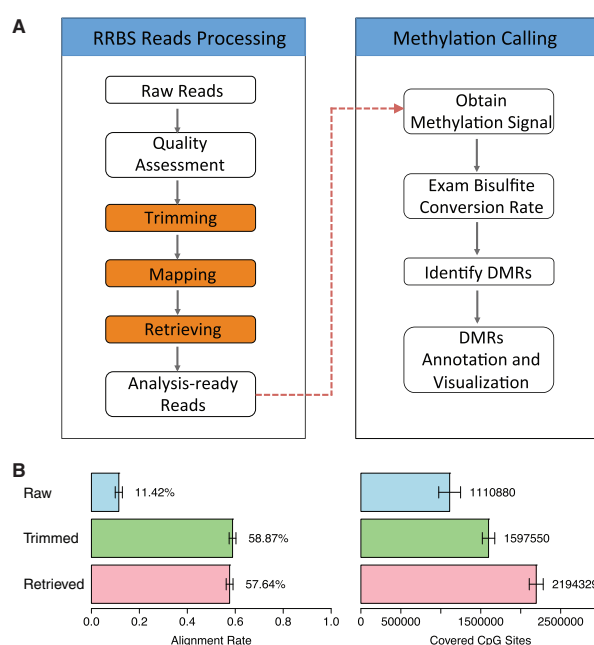 A
RRBS Reads Processing
Raw Reads
Quality
Assessment
Trimming
Mapping
Retrieving
Analysis-ready
Reads
Methylation Calling
Obtain
Methylation Signal
Exam Bisulfite
Conversion Rate
Identify DMRs
DMRs
Annotation and
Visualization
B
Raw
Trimmed
Retrieved
11.42%
58.87%
57.64%
0.0 0.2 0.4 0.6 0.8 1.0
Alignment Rate
1110880
1597550
2194329
0 500000 1500000 2500000
Covered CpG Sites